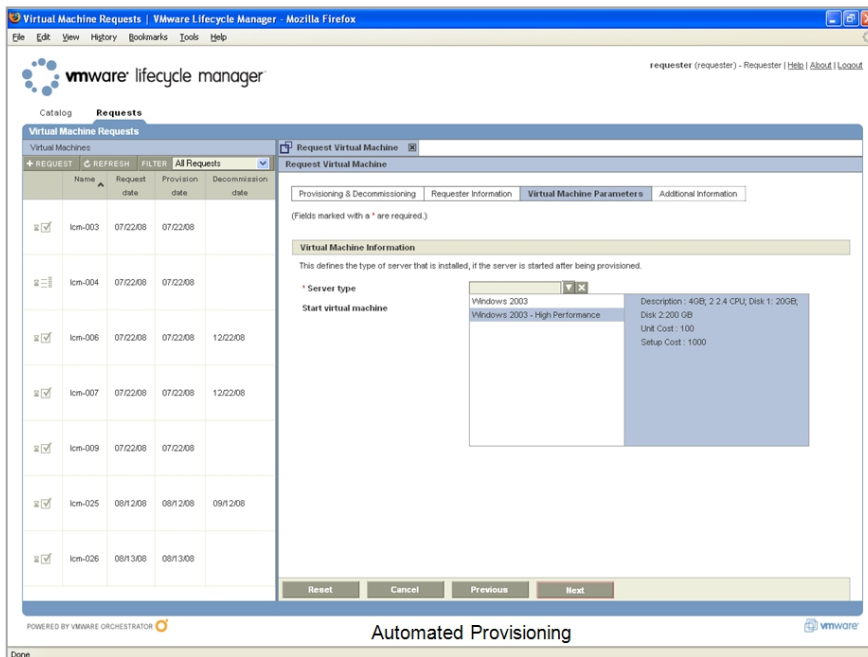 Virtual Machine Requests | VMware Lifecycle Manager - Mozilla Firefox
File Edit View History Bookmarks Tools Help
vmware lifecycle manager
requester (requester) - Requester | Help | About | Logout
Catalog Requests
Virtual Machine Requests
Virtual Machines
+ REQUEST REFRESH FILTER All Requests
Name Request date Provision date Decommission date
lcm-003 07/22/08 07/22/08
lcm-004 07/22/08 07/22/08
lcm-006 07/22/08 07/22/08 12/22/08
lcm-007 07/22/08 07/22/08 12/22/08
lcm-009 07/22/08 07/22/08
lcm-025 08/12/08 08/12/08 09/12/08
lcm-026 08/13/08 08/13/08
Request Virtual Machine
Request Virtual Machine
Provisioning & Decommissioning Requester Information Virtual Machine Parameters Additional Information
(Fields marked with a * are required.)
Virtual Machine Information
This defines the type of server that is installed, if the server is started after being provisioned.
* Server type
Start virtual machine
Windows 2003
Windows 2003 - High Performance
Description : 4GB; 2 2.4 CPU; Disk 1: 20GB;
Disk 2:200 GB
Unit Cost : 100
Setup Cost : 1000
Reset Cancel Previous Next
POWERED BY VMWARE ORCHESTRATOR
Automated Provisioning
vmware
Done